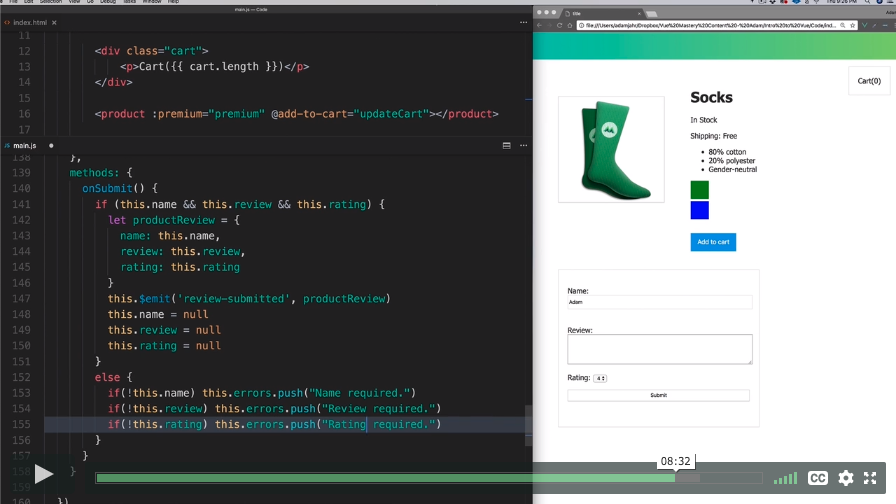 View Go Debug Tasks Window Help
main.js — Code
index.html
11
12 <div class="cart">
13 <p>Cart({{ cart.length }})</p>
14 </div>
15
16 <product :premium="premium" @add-to-cart="updateCart"></product>
17
main.js
138 },
139 methods: {
140 onSubmit() {
141 if (this.name && this.review && this.rating) {
142 let productReview = {
143 name: this.name,
144 review: this.review,
145 rating: this.rating
146 }
147 this.$emit('review-submitted', productReview)
148 this.name = null
149 this.review = null
150 this.rating = null
151 }
152 else {
153 if(!this.name) this.errors.push("Name required.")
154 if(!this.review) this.errors.push("Review required.")
155 if(!this.rating) this.errors.push("Rating required.")
156 }
157 }
158 }
159
160 })
title
file:///Users/adamjahr/Dropbox/Vue%20Mastery%20Content%20-%20Adam/Intro%20to%20Vue/Code/index.html
Cart(0)
Socks
In Stock
Shipping: Free
80% cotton
20% polyester
Gender-neutral
Add to cart
Name:
Adam
Review:
Rating: 4
Submit
08:32
CC